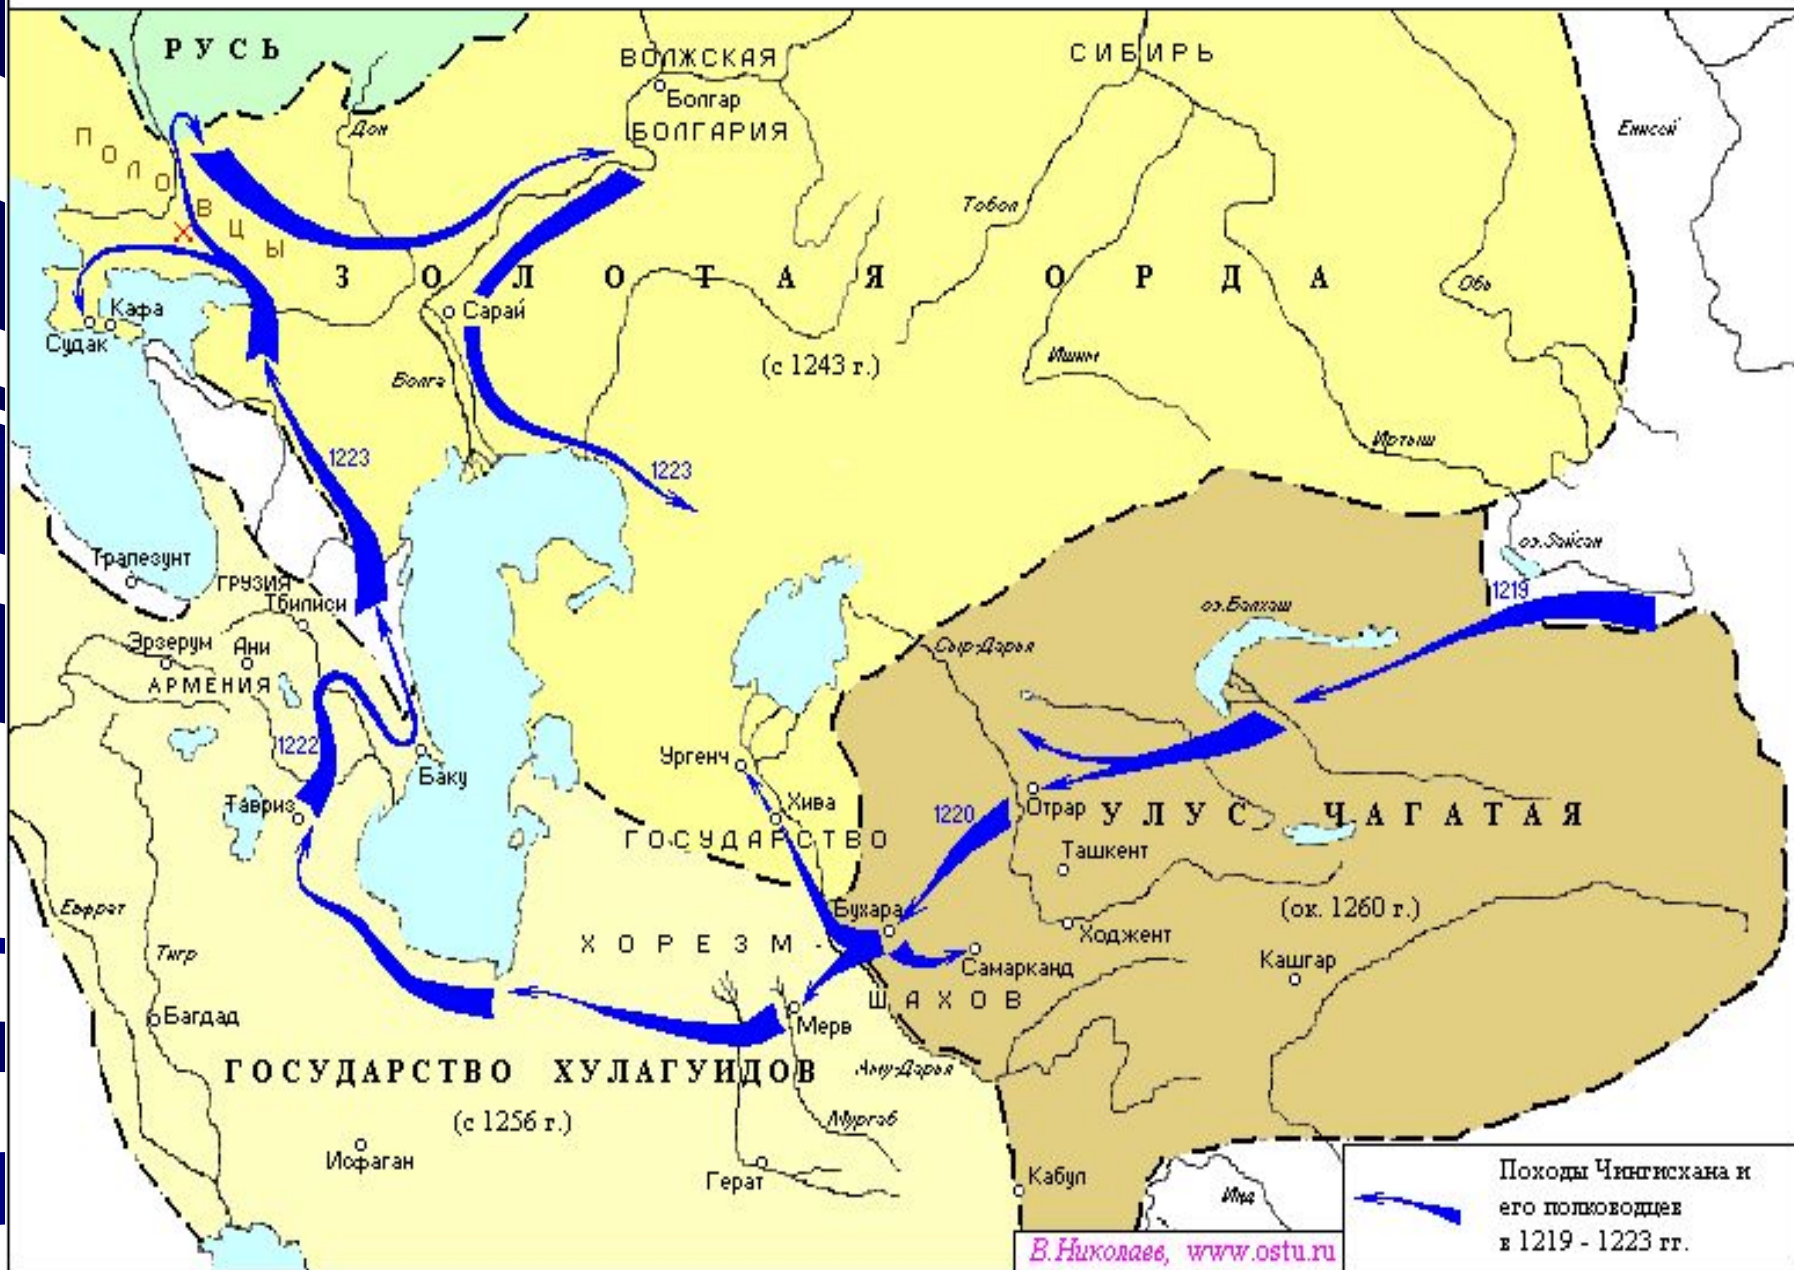 РУСЬ
ВОЛЖСКАЯ
СИБИРЬ
Болгар
БОЛГАРИЯ
Дон
Енисей
ПОЛОВЦЫ
Тобол
ЗОЛОТАЯ ОРДА
Обь
Кафа
Сарай
Судак
(с 1243 г.)
Ишим
Волга
Иртыш
1223
1223
оз.Зайсан
Трапезунт
ГРУЗИЯ
Тбилиси
1219
оз.Балхаш
Эрзерум
Ани
Сыр-Дарья
АРМЕНИЯ
1222
Ургенч
Баку
Тавриз
Хива
1220
Отрар
УЛУС ЧАГАТАЯ
ГОСУДАРСТВО
Ташкент
(ок. 1260 г.)
Евфрат
Бухара
Ходжент
ХОРЕЗМ-
Тигр
Самарканд
Кашгар
ШАХОВ
Багдад
Мерв
ГОСУДАРСТВО ХУЛАГУИДОВ
Аму-Дарья
(с 1256 г.)
Мургаб
Исфаган
Герат
Кабул
Инд
Походы Чингисхана и
его полководцев
в 1219 - 1223 гг.
В.Николаев, www.ostu.ru